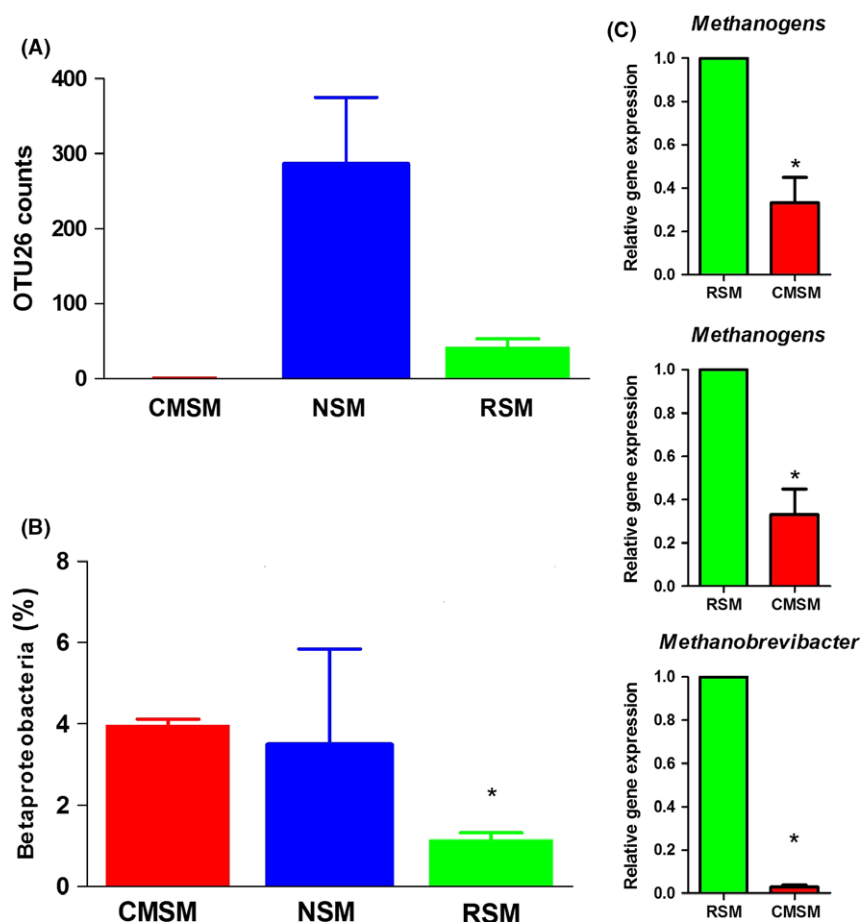 (A)
OTU26 counts
400
300
200
100
0
CMSM NSM RSM
(B)
Betaproteobacteria (%)
8
6
4
2
0
*
CMSM NSM RSM
(C)
Methanogens
Relative gene expression
1.0
0.8
0.6
0.4
0.2
0.0
*
RSM CMSM
Methanogens
Relative gene expression
1.0
0.8
0.6
0.4
0.2
0.0
*
RSM CMSM
Methanobrevibacter
Relative gene expression
1.0
0.8
0.6
0.4
0.2
0.0
*
RSM CMSM